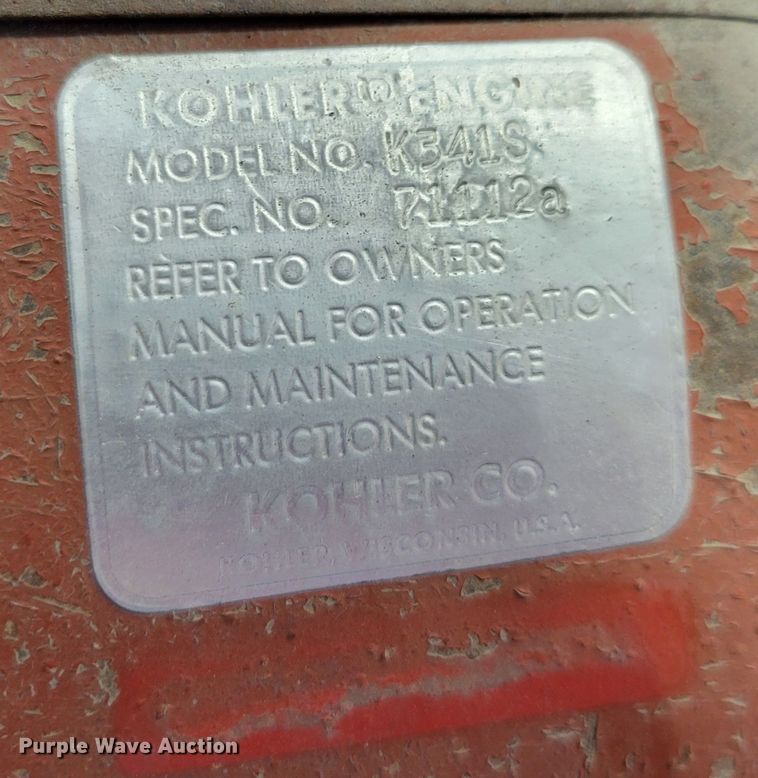 KOHLER® ENGINE
MODEL NO. K341S
SPEC. NO. 71112a
REFER TO OWNERS
MANUAL FOR OPERATION
AND MAINTENANCE
INSTRUCTIONS.
KOHLER CO.
KOHLER, WISCONSIN, U.S.A.
Purple Wave Auction